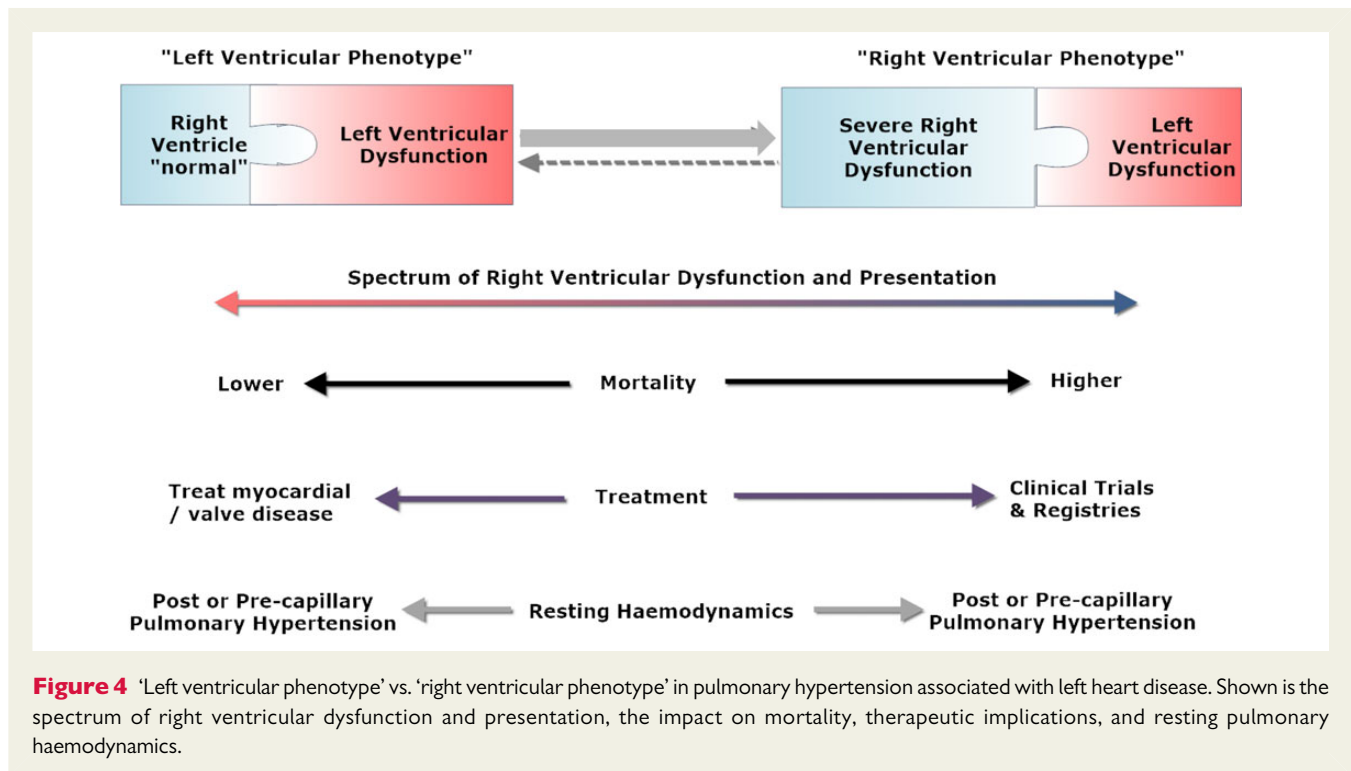 "Left Ventricular Phenotype"
"Right Ventricular Phenotype"
Right
Ventricle
"normal"
Left Ventricular
Dysfunction
Severe Right
Ventricular
Dysfunction
Left
Ventricular
Dysfunction
Spectrum of Right Ventricular Dysfunction and Presentation
Lower
Mortality
Higher
Treat myocardial
/ valve disease
Treatment
Clinical Trials
& Registries
Post or Pre-capillary
Pulmonary Hypertension
Resting Haemodynamics
Post or Pre-capillary
Pulmonary Hypertension
Figure 4 ‘Left ventricular phenotype’ vs. ‘right ventricular phenotype’ in pulmonary hypertension associated with left heart disease. Shown is the
spectrum of right ventricular dysfunction and presentation, the impact on mortality, therapeutic implications, and resting pulmonary
haemodynamics.